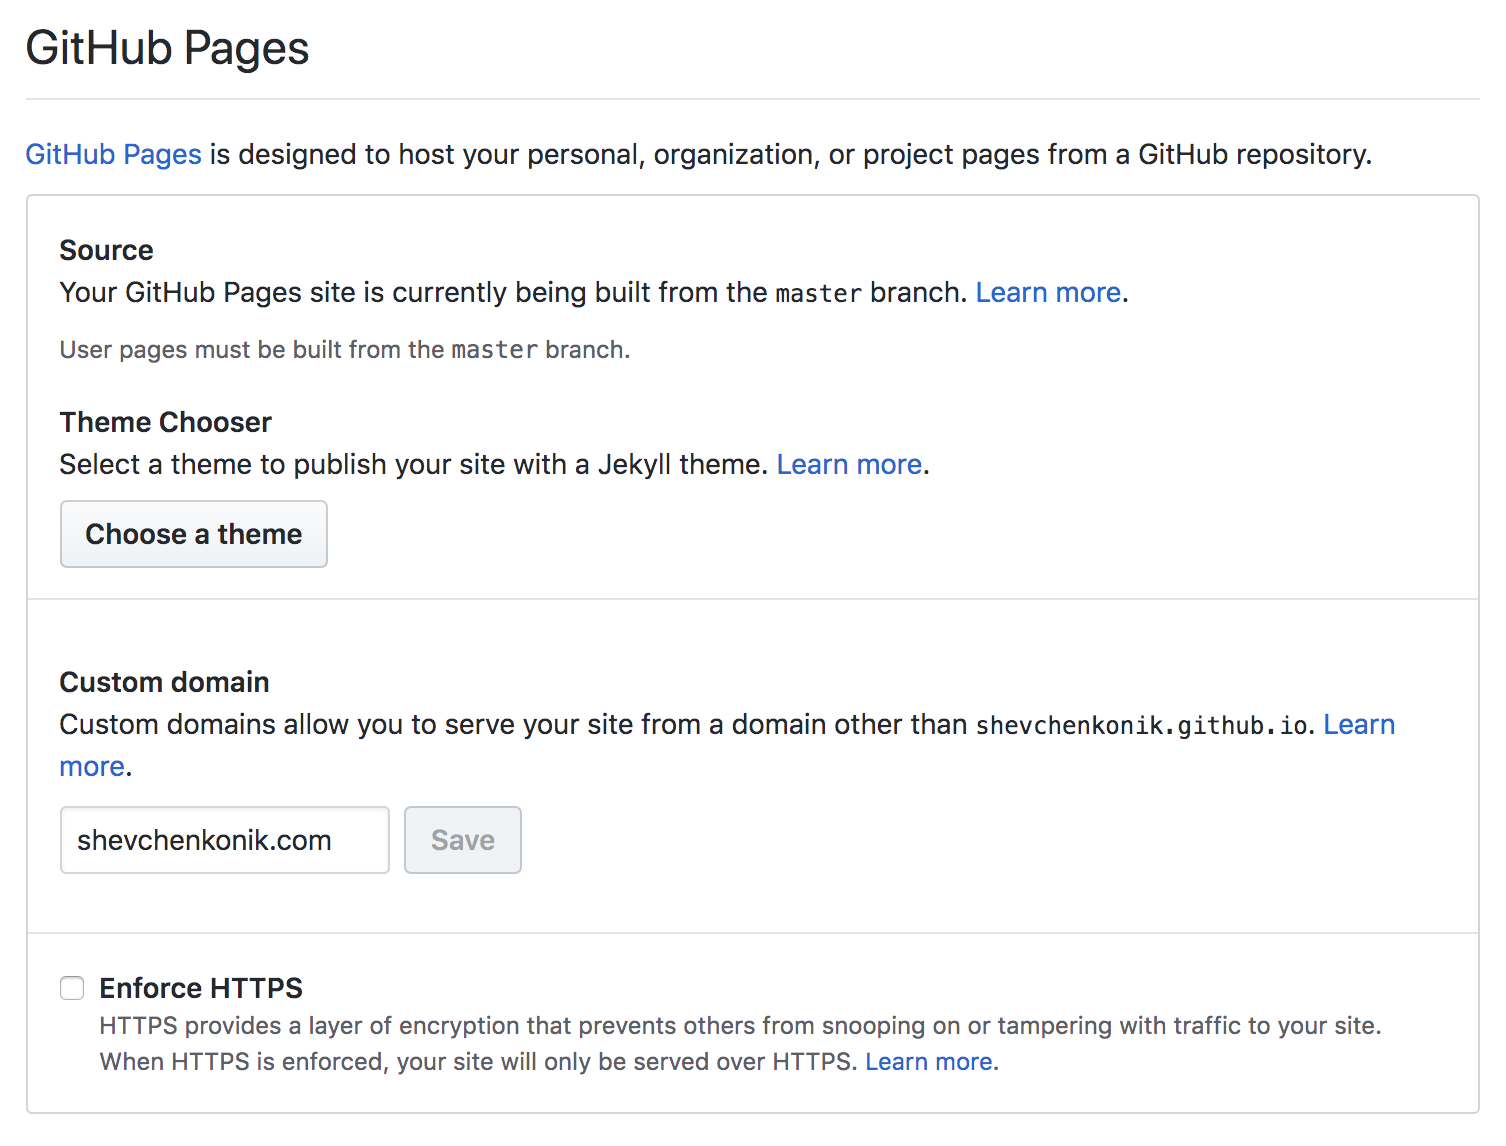 GitHub Pages
GitHub Pages is designed to host your personal, organization, or project pages from a GitHub repository.
Source
Your GitHub Pages site is currently being built from the master branch. Learn more.
User pages must be built from the master branch.
Theme Chooser
Select a theme to publish your site with a Jekyll theme. Learn more.
Choose a theme
Custom domain
Custom domains allow you to serve your site from a domain other than shevchenkonik.github.io. Learn
more.
shevchenkonik.com Save
Enforce HTTPS
HTTPS provides a layer of encryption that prevents others from snooping on or tampering with traffic to your site.
When HTTPS is enforced, your site will only be served over HTTPS. Learn more.